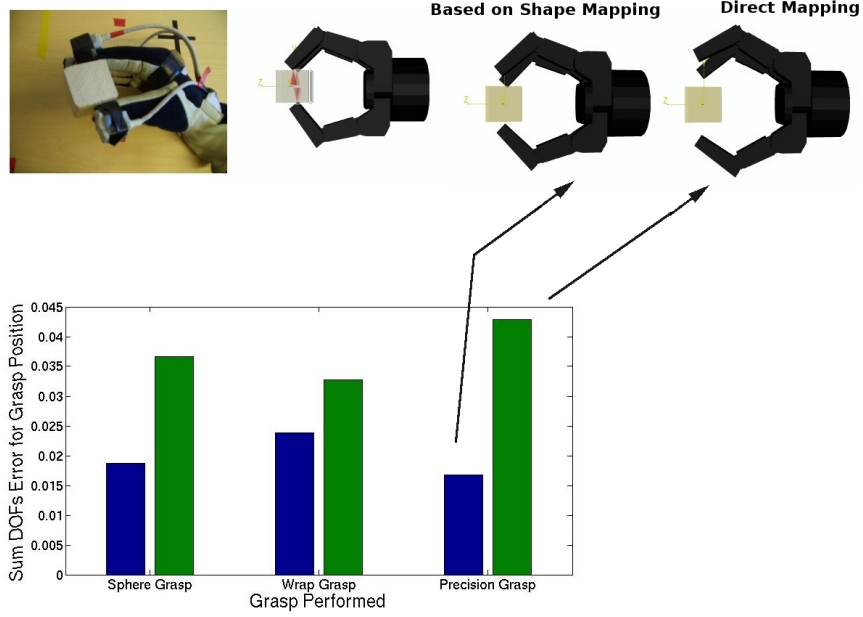 Based on Shape Mapping
Direct Mapping
Z
Z
Z
0.045
0.04
0.035
0.03
0.025
0.02
0.015
0.01
0.005
0
Sum DOFs Error for Grasp Position
Sphere Grasp
Wrap Grasp
Precision Grasp
Grasp Performed